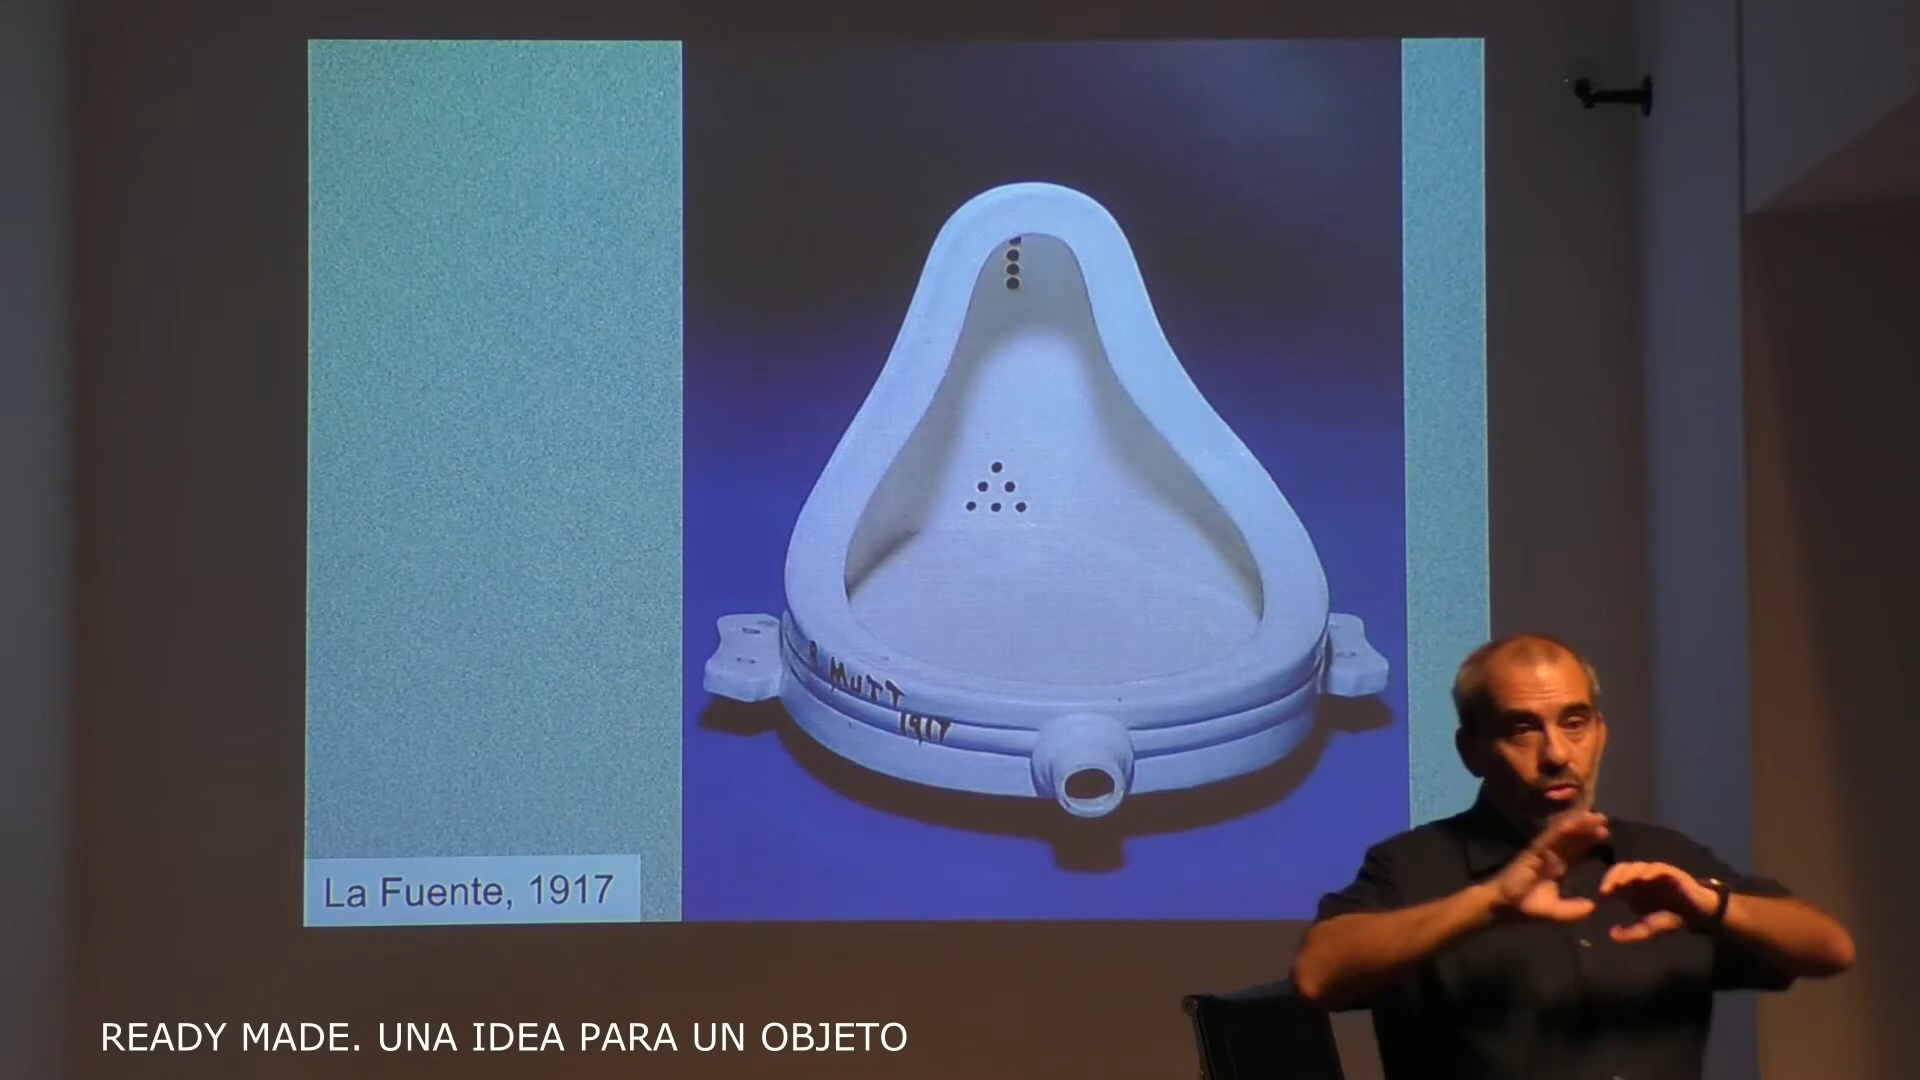 R MUTT
1917
La Fuente, 1917
READY MADE. UNA IDEA PARA UN OBJETO